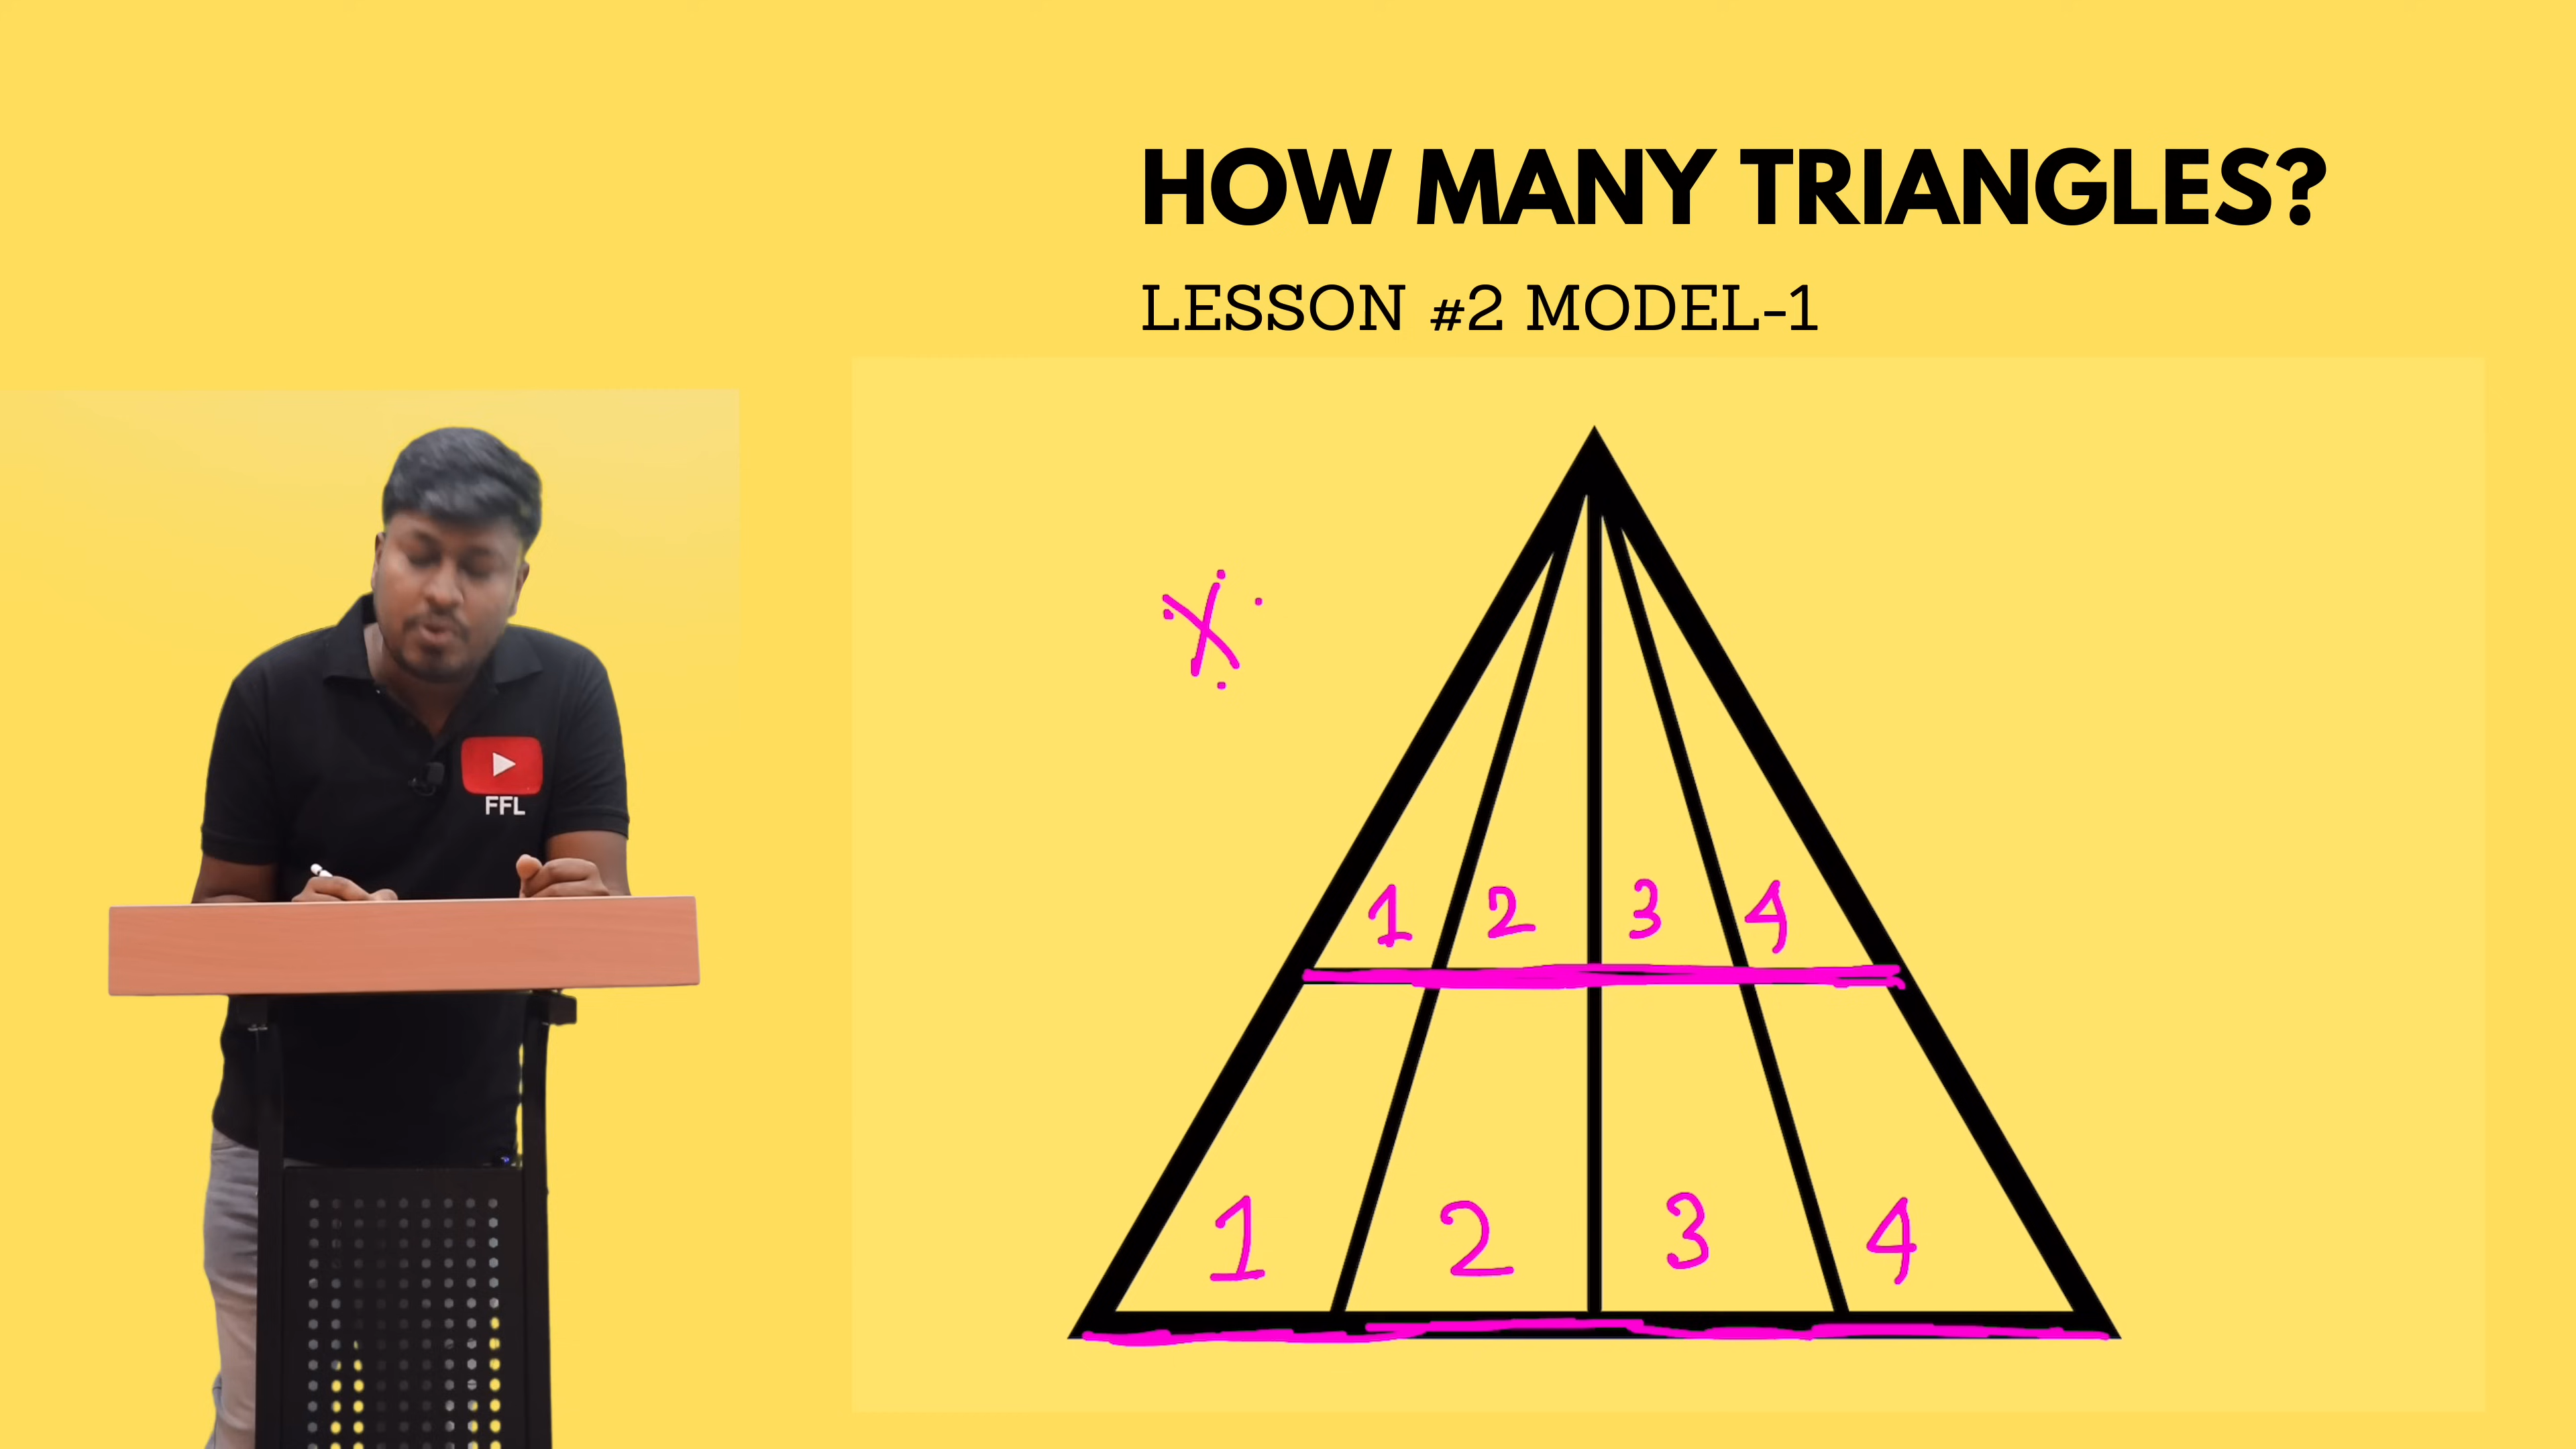 HOW MANY TRIANGLES?
LESSON #2 MODEL-1
X
FFL
1 2 3 4
1 2 3 4